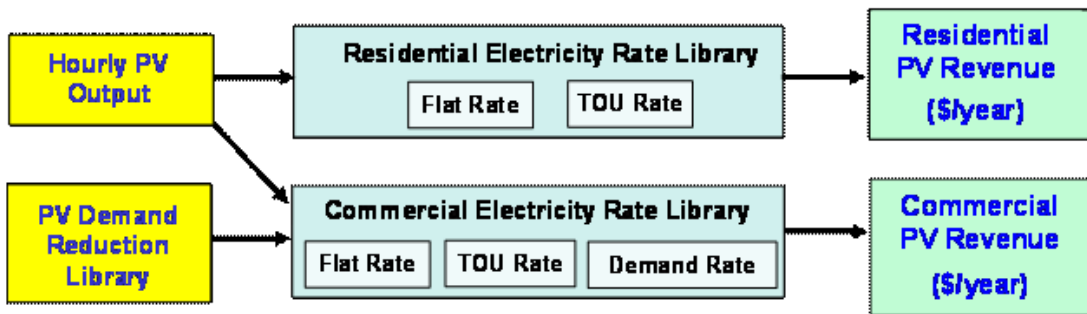 Hourly PV
Output
Residential Electricity Rate Library
Flat Rate
TOU Rate
Residential
PV Revenue
($/year)
PV Demand
Reduction
Library
Commercial Electricity Rate Library
Flat Rate
TOU Rate
Demand Rate
Commercial
PV Revenue
($/year)